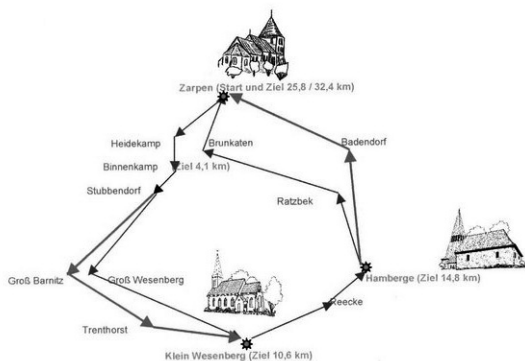 Zarpen (Start und Ziel 25,8 / 32,4 km)
Heidekamp
Brunkaten
Badendorf
Binnenkamp
(Ziel 4,1 km)
Stubbendorf
Ratzbek
Groß Barnitz
Groß Wesenberg
Hamberge (Ziel 14,8 km)
Reecke
Trenthorst
Klein Wesenberg (Ziel 10,6 km)